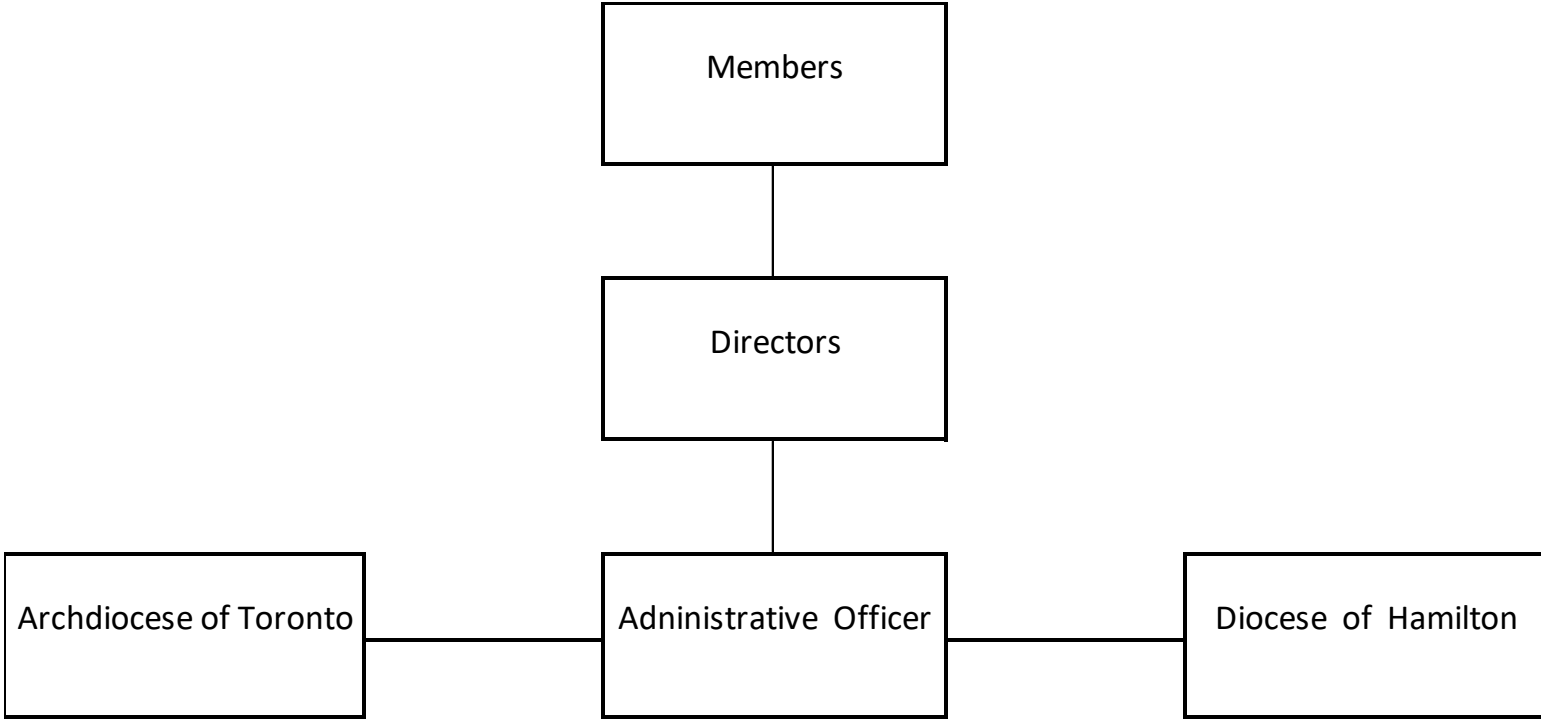 Members
Directors
Archdiocese of Toronto
Adninistrative Officer
Diocese of Hamilton